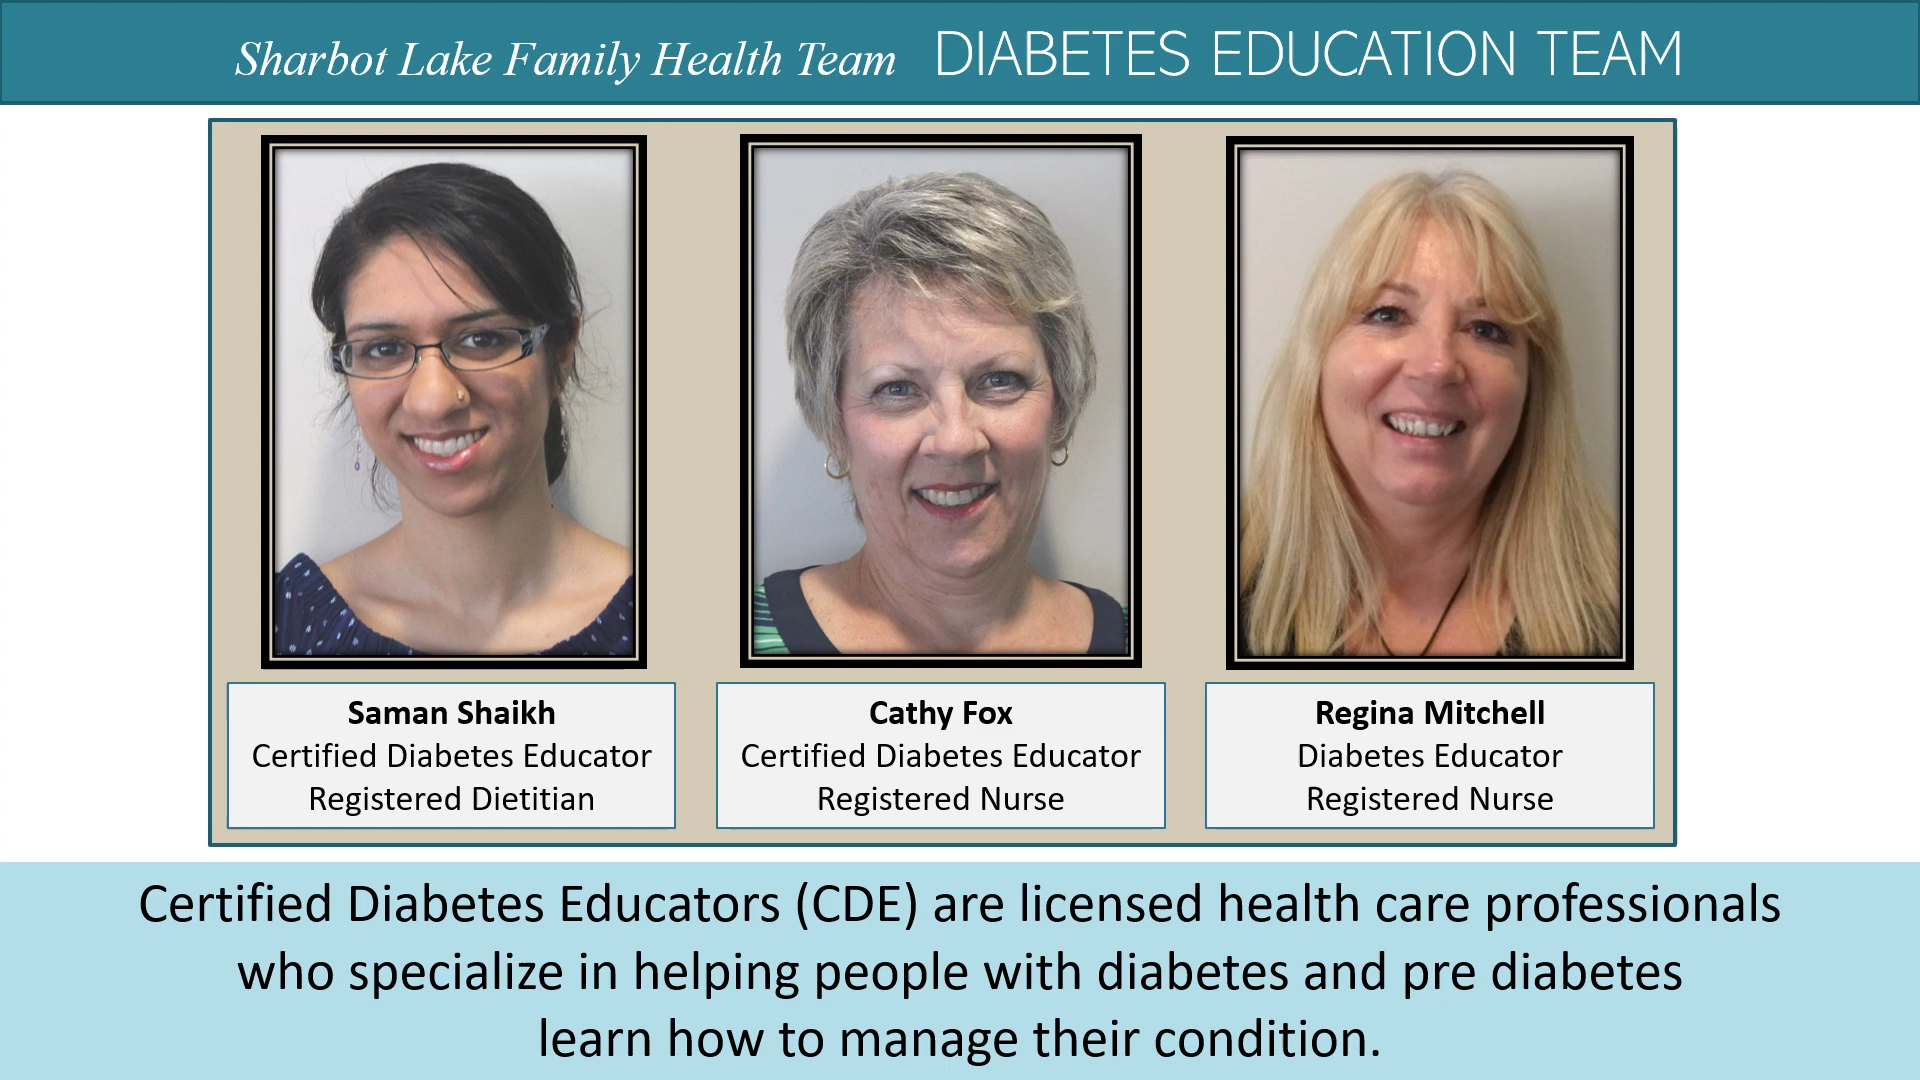 Sharbot Lake Family Health Team DIABETES EDUCATION TEAM
Saman Shaikh
Certified Diabetes Educator
Registered Dietitian
Cathy Fox
Certified Diabetes Educator
Registered Nurse
Regina Mitchell
Diabetes Educator
Registered Nurse
Certified Diabetes Educators (CDE) are licensed health care professionals
who specialize in helping people with diabetes and pre diabetes
learn how to manage their condition.